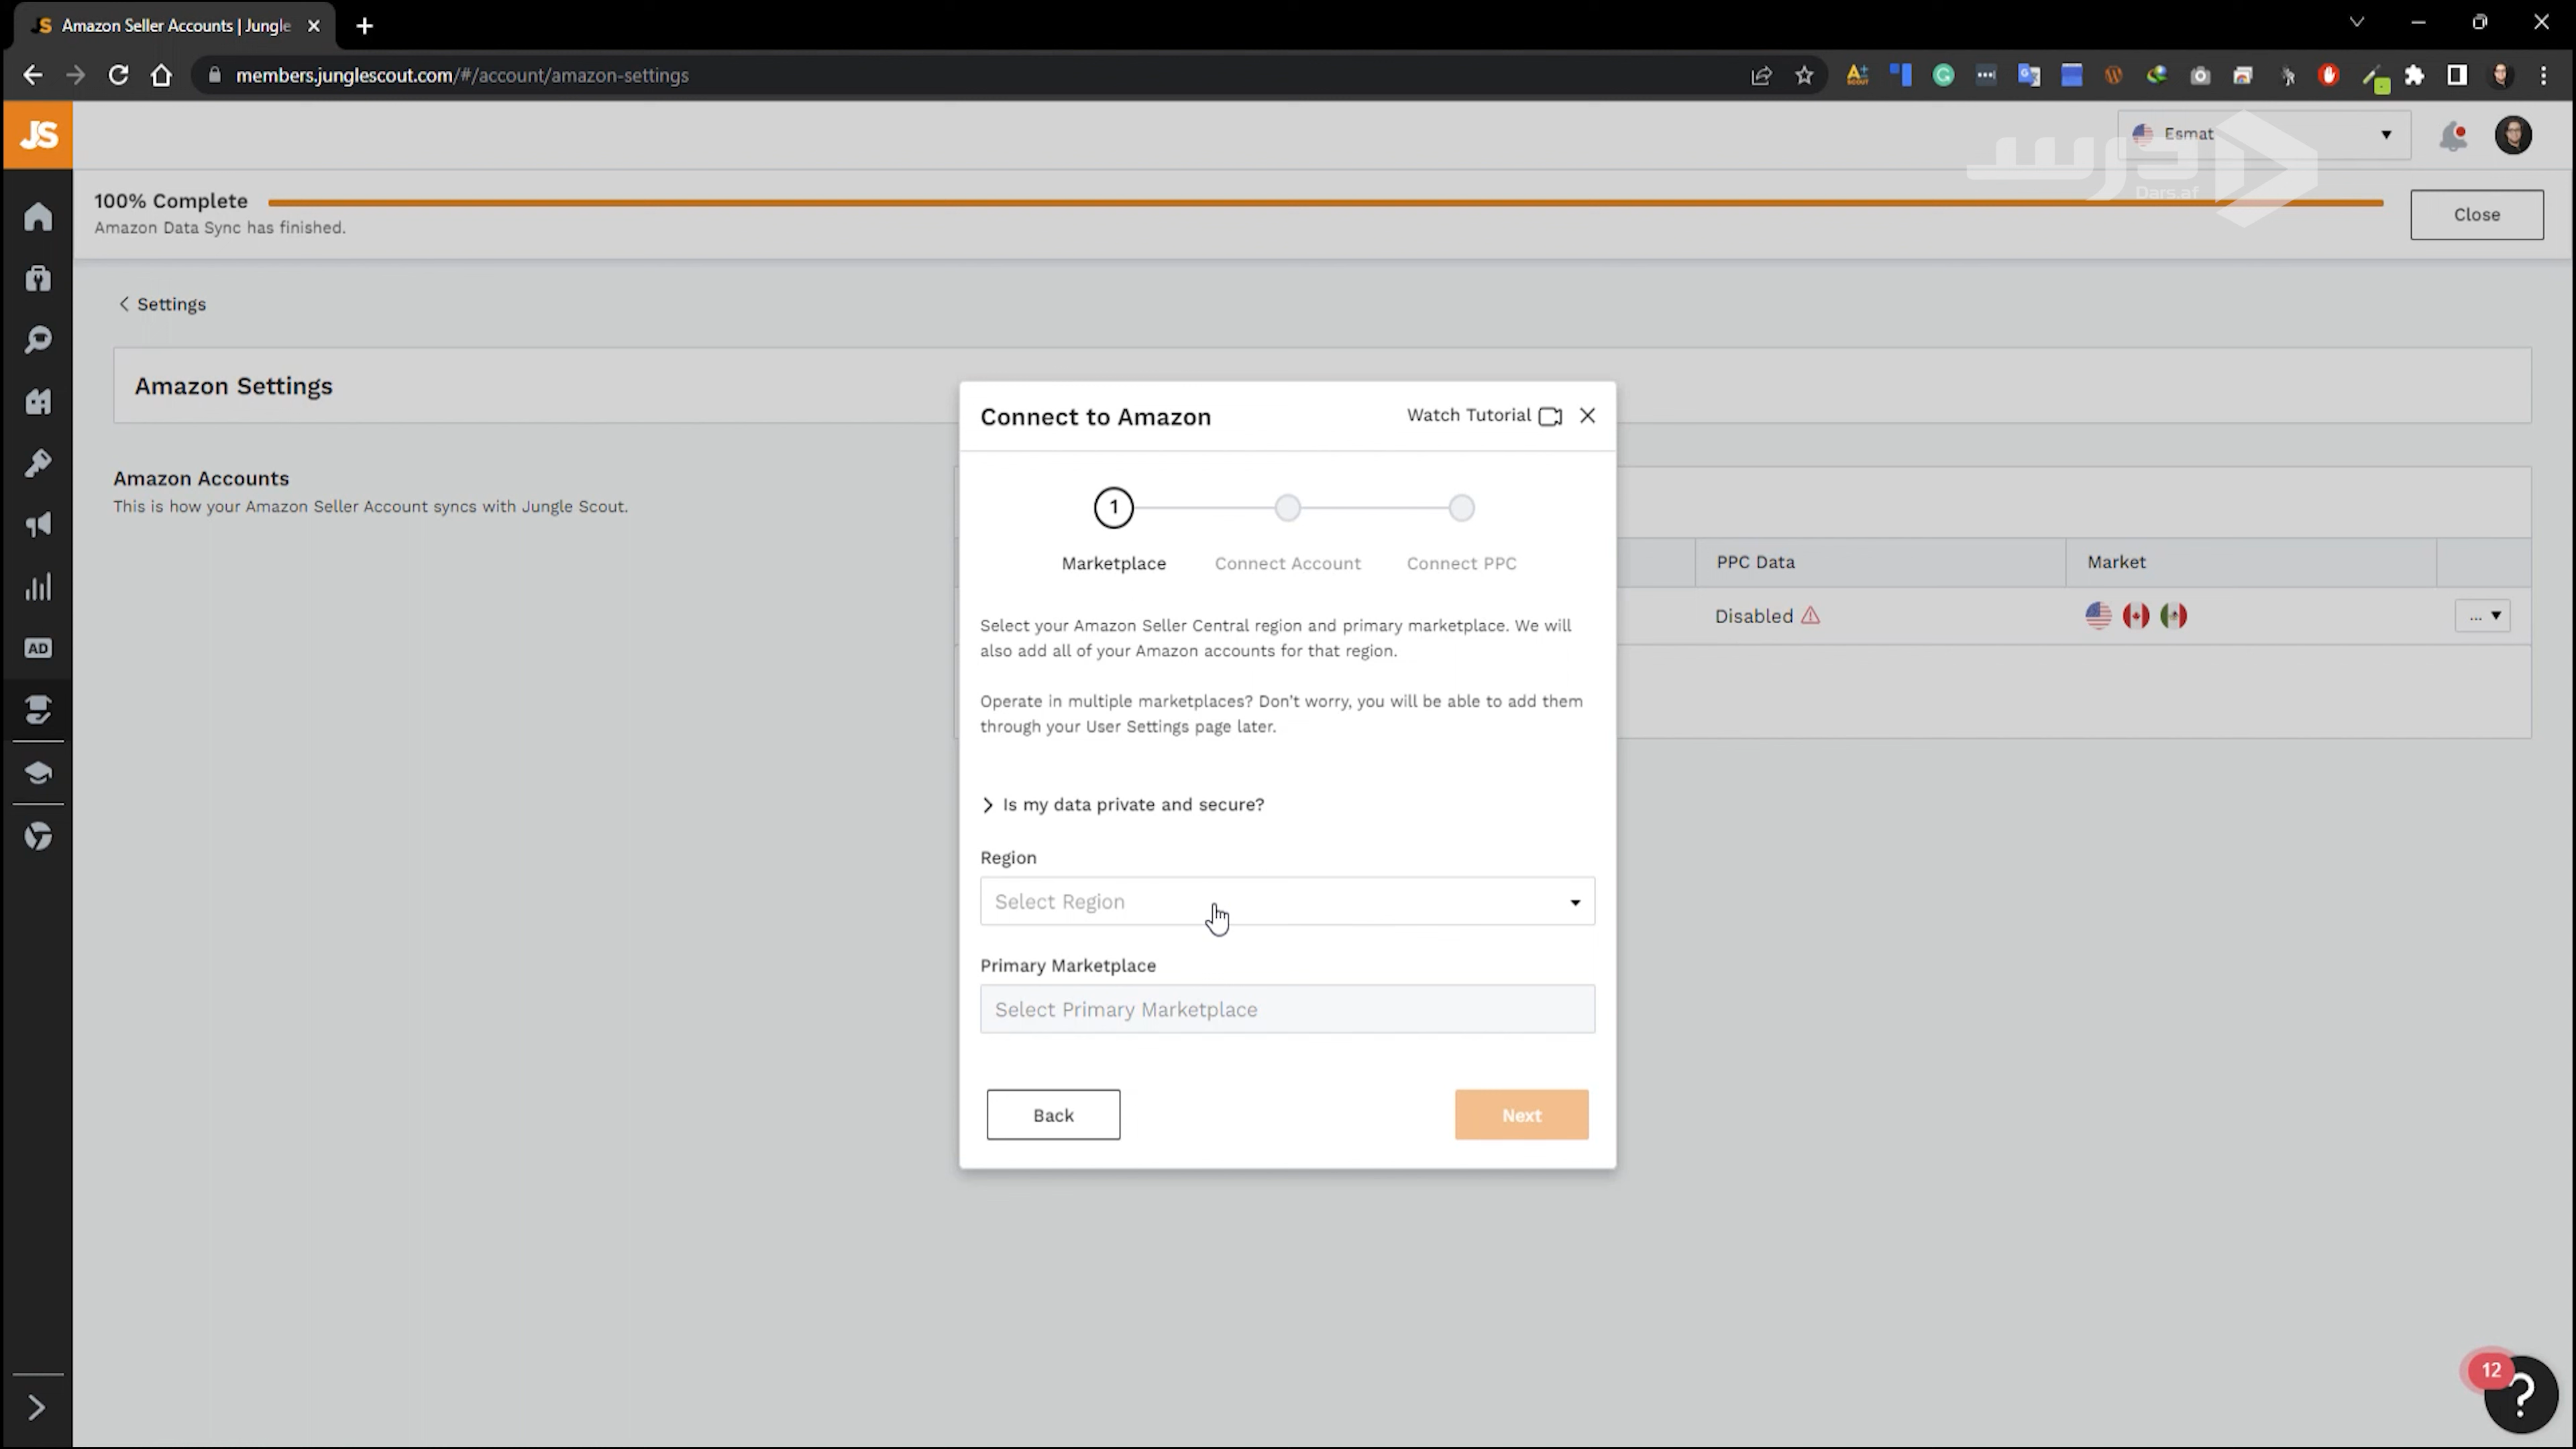 Amazon Seller Accounts | Jungle
members.junglescout.com/#/account/amazon-settings
JS
Esmat
درس
Dars.af
100% Complete
Amazon Data Sync has finished.
Close
Settings
Amazon Settings
Amazon Accounts
This is how your Amazon Seller Account syncs with Jungle Scout.
AD
PPC Data
Market
Disabled
...
Connect to Amazon
Watch Tutorial
1
Marketplace
Connect Account
Connect PPC
Select your Amazon Seller Central region and primary marketplace. We will
also add all of your Amazon accounts for that region.
Operate in multiple marketplaces? Don't worry, you will be able to add them
through your User Settings page later.
Is my data private and secure?
Region
Select Region
Primary Marketplace
Select Primary Marketplace
Back
Next
12
?